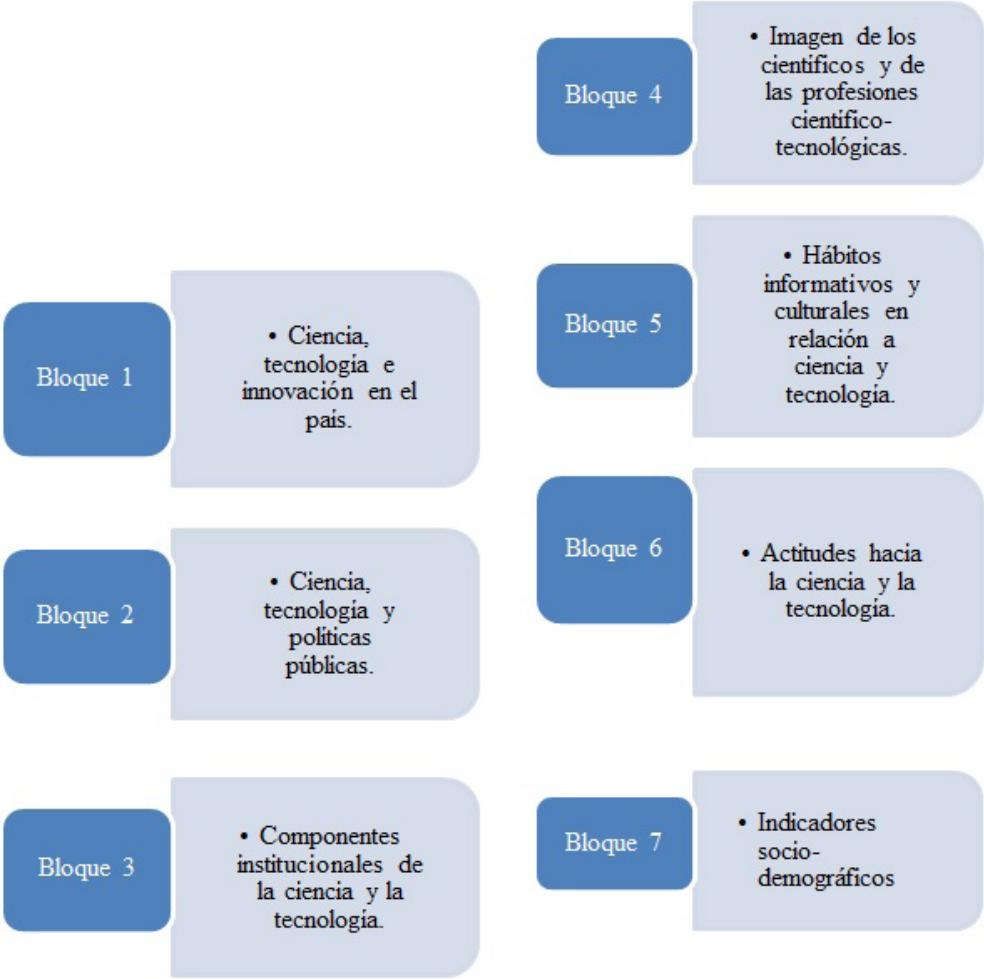 Bloque 1
• Ciencia,
tecnología e
innovación en el
país.
Bloque 2
• Ciencia,
tecnología y
políticas
públicas.
Bloque 3
• Componentes
institucionales de
la ciencia y la
tecnología.
Bloque 4
• Imagen de los
científicos y de
las profesiones
científico-
tecnológicas.
Bloque 5
• Hábitos
informativos y
culturales en
relación a
ciencia y
tecnología.
Bloque 6
• Actitudes hacia
la ciencia y la
tecnología.
Bloque 7
• Indicadores
socio-
demográficos